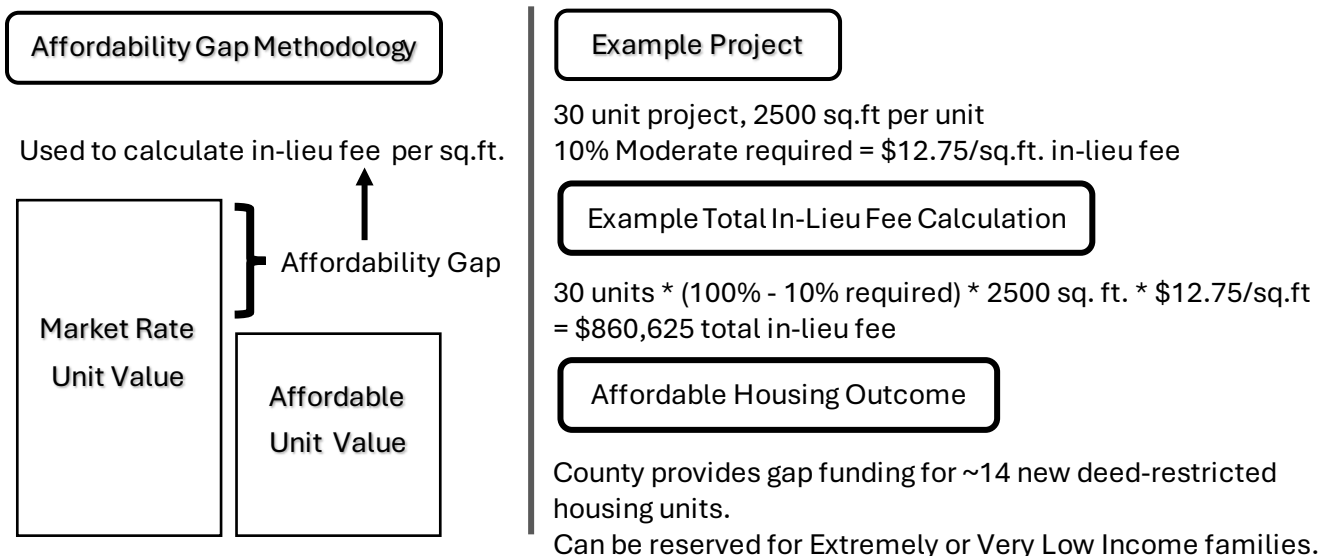 Affordability Gap Methodology
Used to calculate in-lieu fee per sq.ft.
Affordability Gap
Market Rate
Unit Value
Affordable
Unit Value
Example Project
30 unit project, 2500 sq.ft per unit
10% Moderate required = $12.75/sq.ft. in-lieu fee
Example Total In-Lieu Fee Calculation
30 units * (100% - 10% required) * 2500 sq. ft. * $12.75/sq.ft
= $860,625 total in-lieu fee
Affordable Housing Outcome
County provides gap funding for ~14 new deed-restricted
housing units.
Can be reserved for Extremely or Very Low Income families.